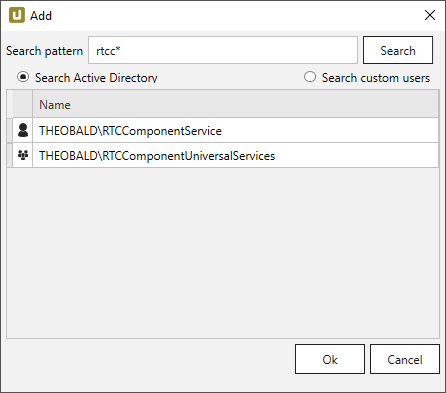 Add
Search pattern rtcc* Search
Search Active Directory Search custom users
Name
THEOBALD\RTCComponentService
THEOBALD\RTCComponentUniversalServices
Ok Cancel